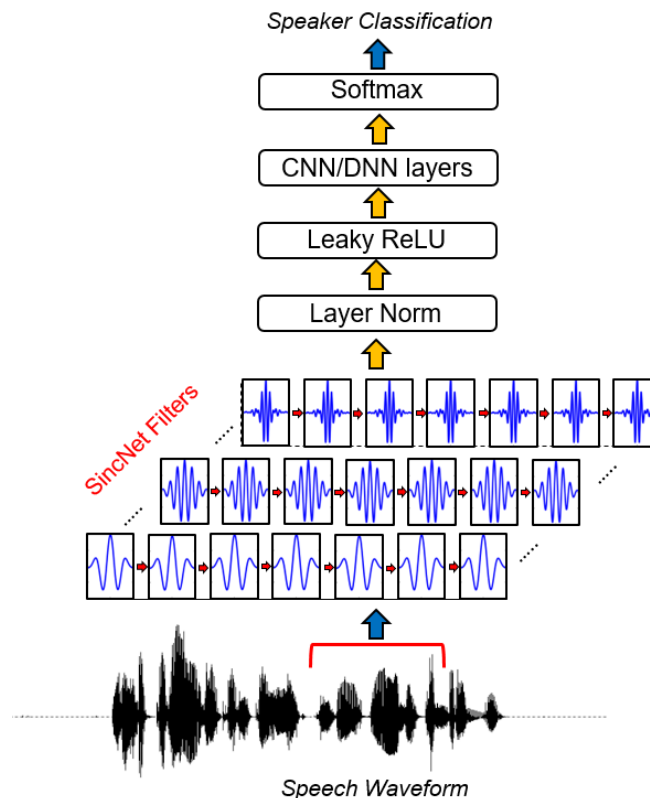 Speaker Classification
Softmax
CNN/DNN layers
Leaky ReLU
Layer Norm
SincNet Filters
Speech Waveform